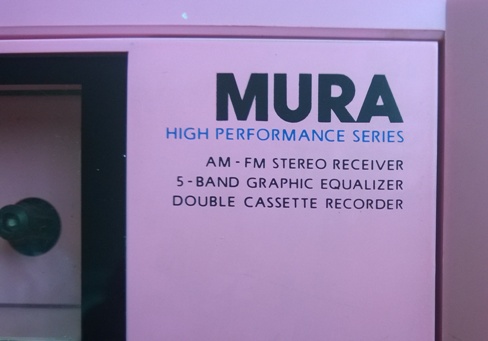 MURA
HIGH PERFORMANCE SERIES
AM-FM STEREO RECEIVER
5-BAND GRAPHIC EQUALIZER
DOUBLE CASSETTE RECORDER